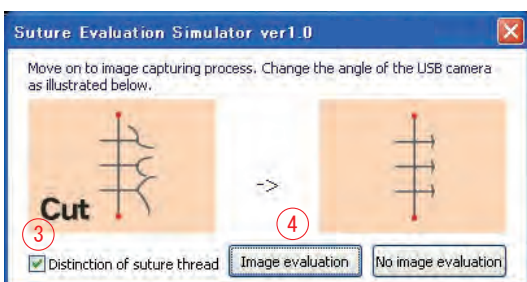 Suture Evaluation Simulator ver1.0
Move on to image capturing process. Change the angle of the USB camera
as illustrated below.
->
Cut
3
4
Distinction of suture thread
Image evaluation
No image evaluation